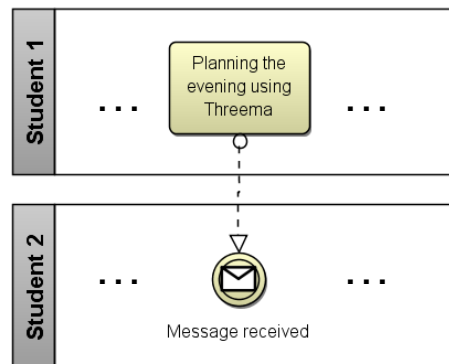 Student 1
Planning the
evening using
Threema
...
...
Student 2
...
...
Message received